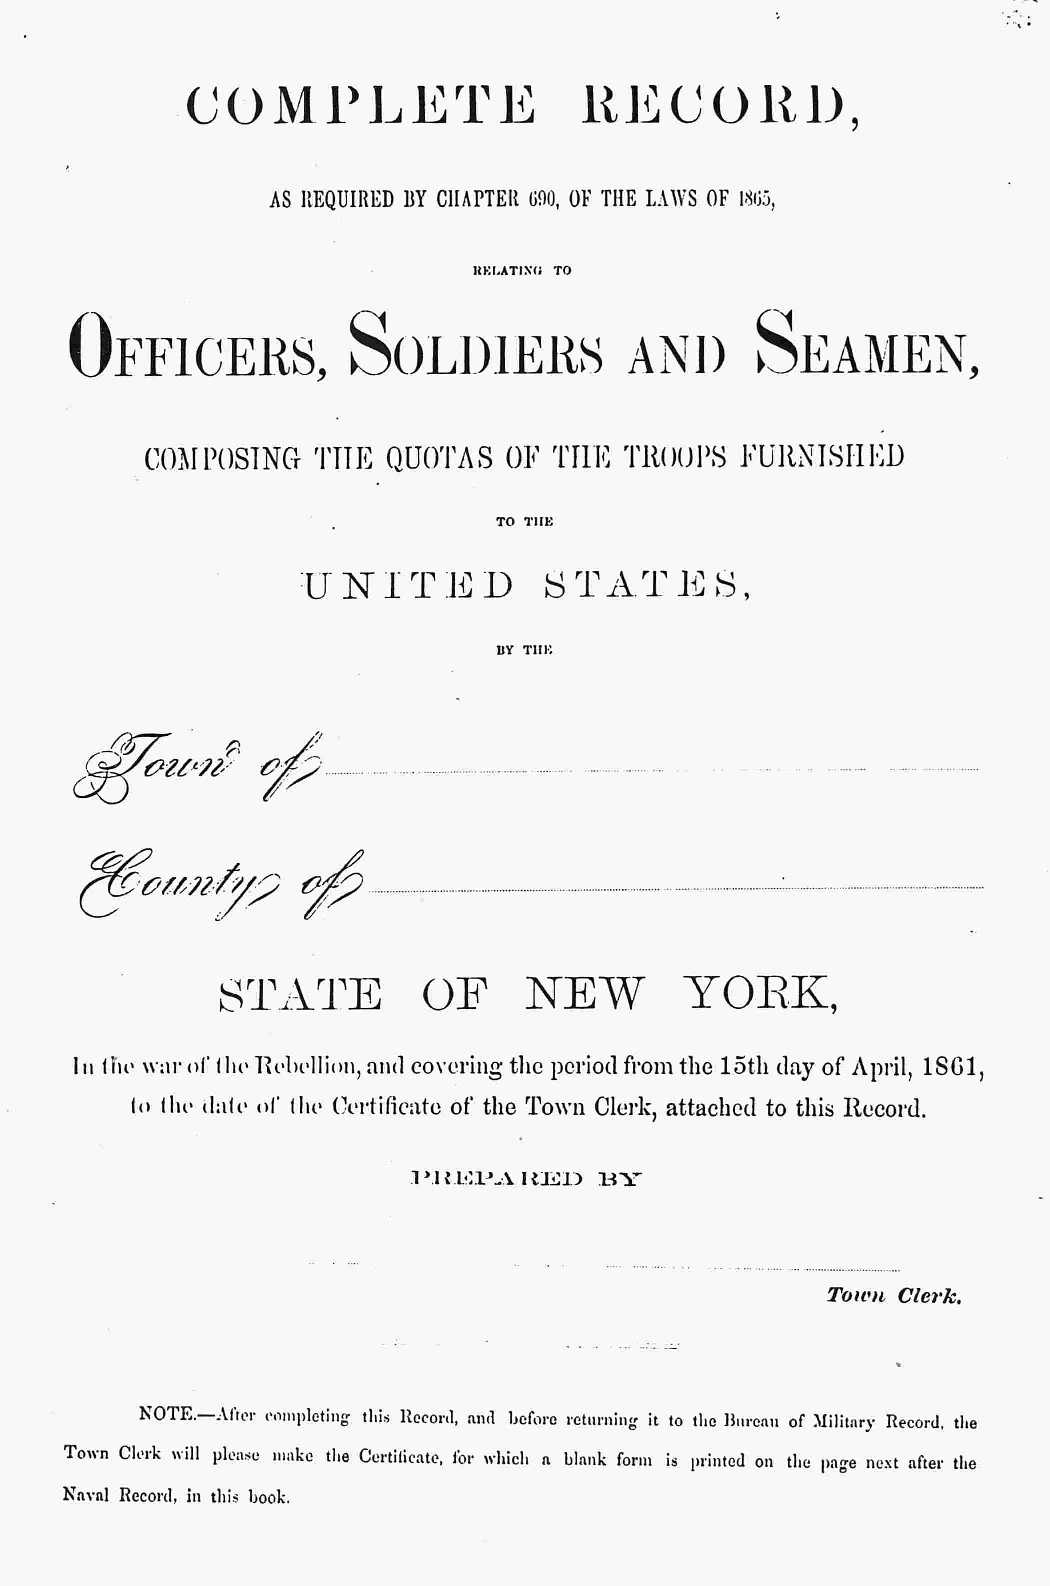 COMPLETE RECORD,
AS REQUIRED BY CHAPTER 690, OF THE LAWS OF 1865,
RELATING TO
OFFICERS, SOLDIERS AND SEAMEN,
COMPOSING THE QUOTAS OF THE TROOPS FURNISHED
TO THE
UNITED STATES,
BY THE
Town of
County of
STATE OF NEW YORK,
In the war of the Rebellion, and covering the period from the 15th day of April, 1861,
to the date of the Certificate of the Town Clerk, attached to this Record.
PREPARED BY
Town Clerk.
NOTE.—After completing this Record, and before returning it to the Bureau of Military Record, the
Town Clerk will please make the Certificate, for which a blank form is printed on the page next after the
Naval Record, in this book.